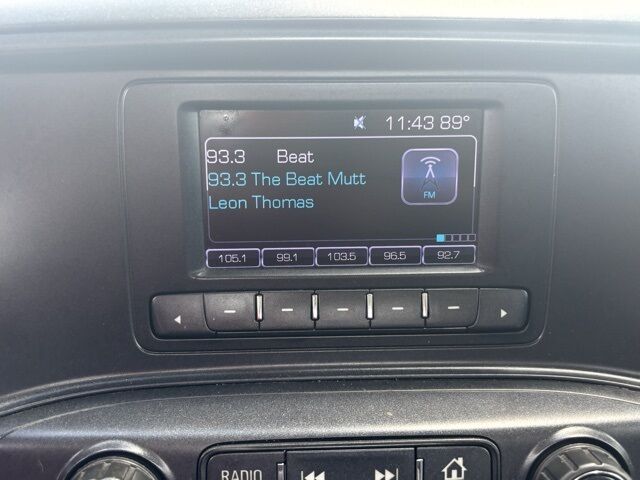 11:43 89°
93.3 Beat
93.3 The Beat Mutt
Leon Thomas
FM
105.1 99.1 103.5 96.5 92.7
RADIO